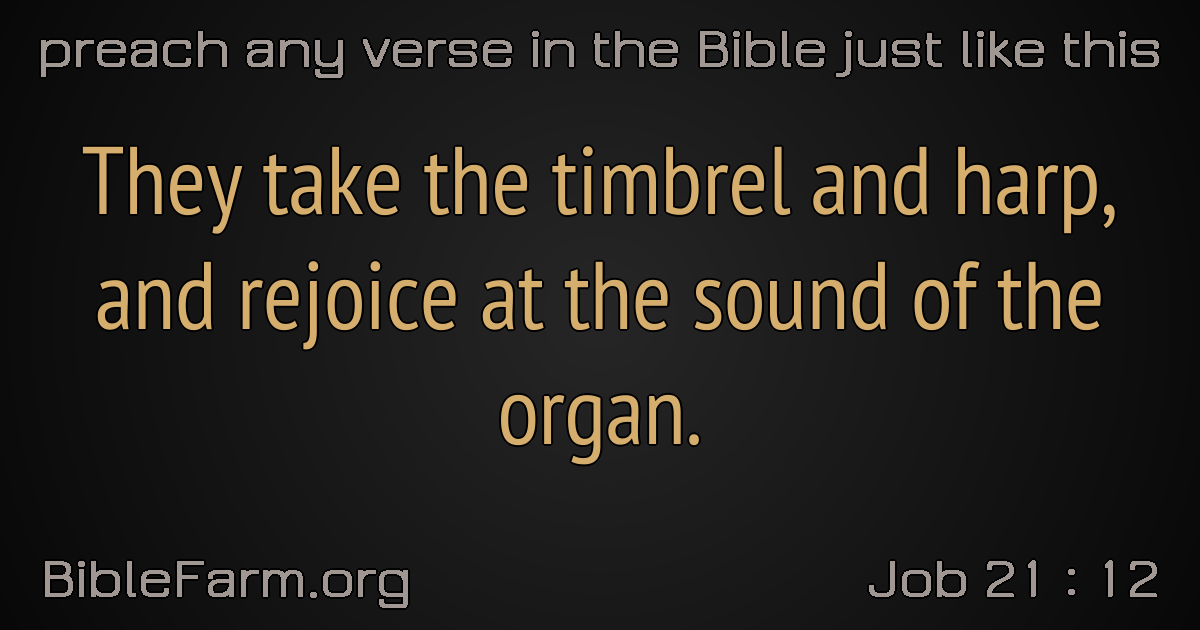 preach any verse in the Bible just like this
They take the timbrel and harp,
and rejoice at the sound of the
organ.
BibleFarm.org
Job 21 : 12